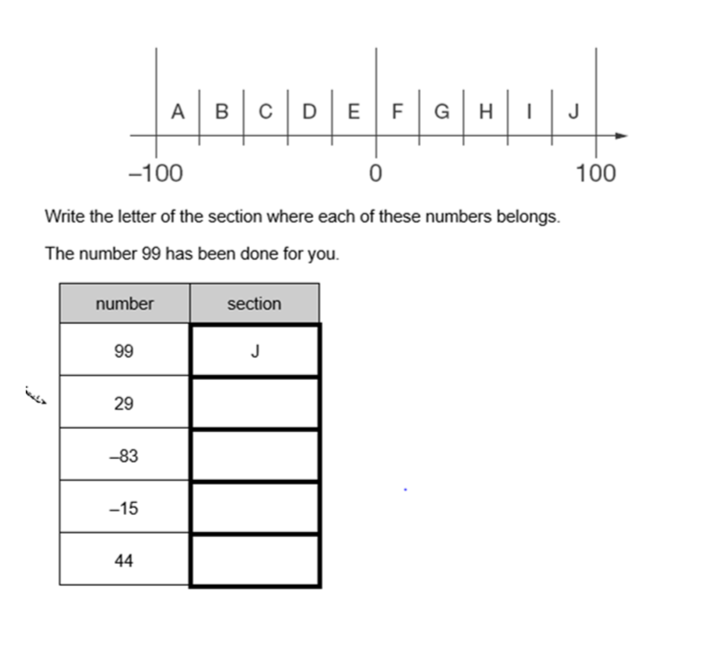 A B C D E F G H I J
–100 0 100
Write the letter of the section where each of these numbers belongs.
The number 99 has been done for you.
number section
99 J
29
–83
–15
44